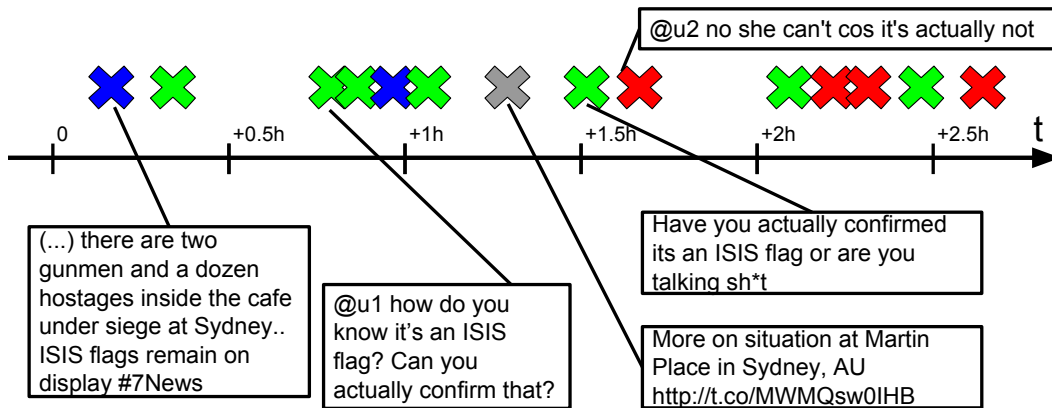 @u2 no she can't cos it's actually not
0
+0.5h
+1h
+1.5h
+2h
+2.5h
t
(...) there are two
gunmen and a dozen
hostages inside the cafe
under siege at Sydney..
ISIS flags remain on
display #7News
@u1 how do you
know it’s an ISIS
flag? Can you
actually confirm that?
Have you actually confirmed
its an ISIS flag or are you
talking sh*t
More on situation at Martin
Place in Sydney, AU
http://t.co/MWMQsw0IHB